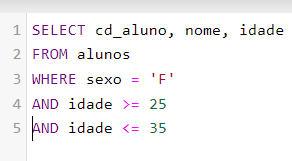 1 SELECT cd_aluno, nome, idade
2 FROM alunos
3 WHERE sexo = 'F'
4 AND idade >= 25
5 AND idade <= 35